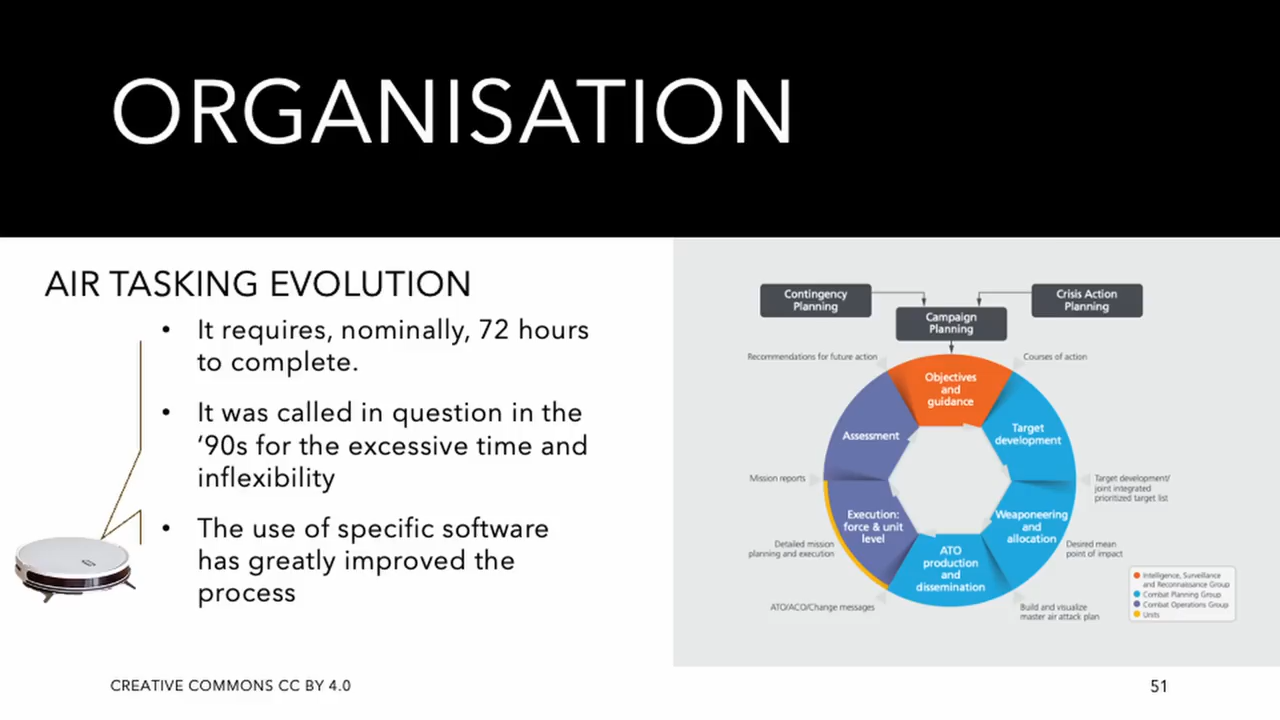 ORGANISATION
AIR TASKING EVOLUTION
• It requires, nominally, 72 hours
to complete.
• It was called in question in the
‘90s for the excessive time and
inflexibility
• The use of specific software
has greatly improved the
process
Contingency
Planning
Crisis Action
Planning
Campaign
Planning
Recommendations for future action
Courses of action
Objectives
and
guidance
Assessment
Target
development
Mission reports
Target development/
joint integrated
prioritized target list
Execution:
force & unit
level
Weaponeering
and
allocation
Detailed mission
planning and execution
Desired mean
point of impact
ATO
production
and
dissemination
ATO/ACO/Change messages
Build and visualize
master air attack plan
Intelligence, Surveillance
and Reconnaissance Group
Combat Planning Group
Combat Operations Group
Units
CREATIVE COMMONS CC BY 4.0
51